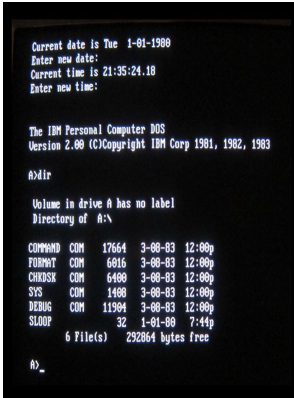 Current date is Tue  1-01-1980
Enter new date:
Current time is 21:35:24.18
Enter new time:
The IBM Personal Computer DOS
Version 2.00 (C)Copyright IBM Corp 1981, 1982, 1983
A>dir
Volume in drive A has no label
Directory of  A:\
COMMAND  COM    17664   3-08-83  12:00p
FORMAT   COM     6016   3-08-83  12:00p
CHKDSK   COM     6400   3-08-83  12:00p
SYS      COM     1408   3-08-83  12:00p
DEBUG    COM    11904   3-08-83  12:00p
SLOOP              32   1-01-80   7:44p
6 File(s)    292864 bytes free
A>_